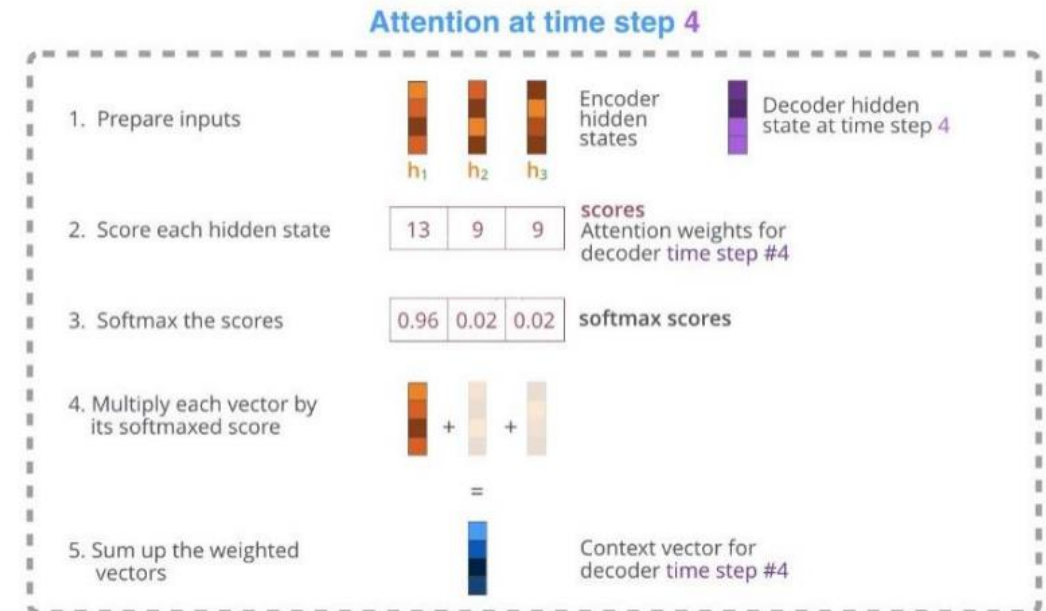 Attention at time step 4
1. Prepare inputs
Encoder
hidden
states
Decoder hidden
state at time step 4
h₁ h₂ h₃
2. Score each hidden state
13 9 9
scores
Attention weights for
decoder time step #4
3. Softmax the scores
0.96 0.02 0.02
softmax scores
4. Multiply each vector by
its softmaxed score
+ +
=
5. Sum up the weighted
vectors
Context vector for
decoder time step #4